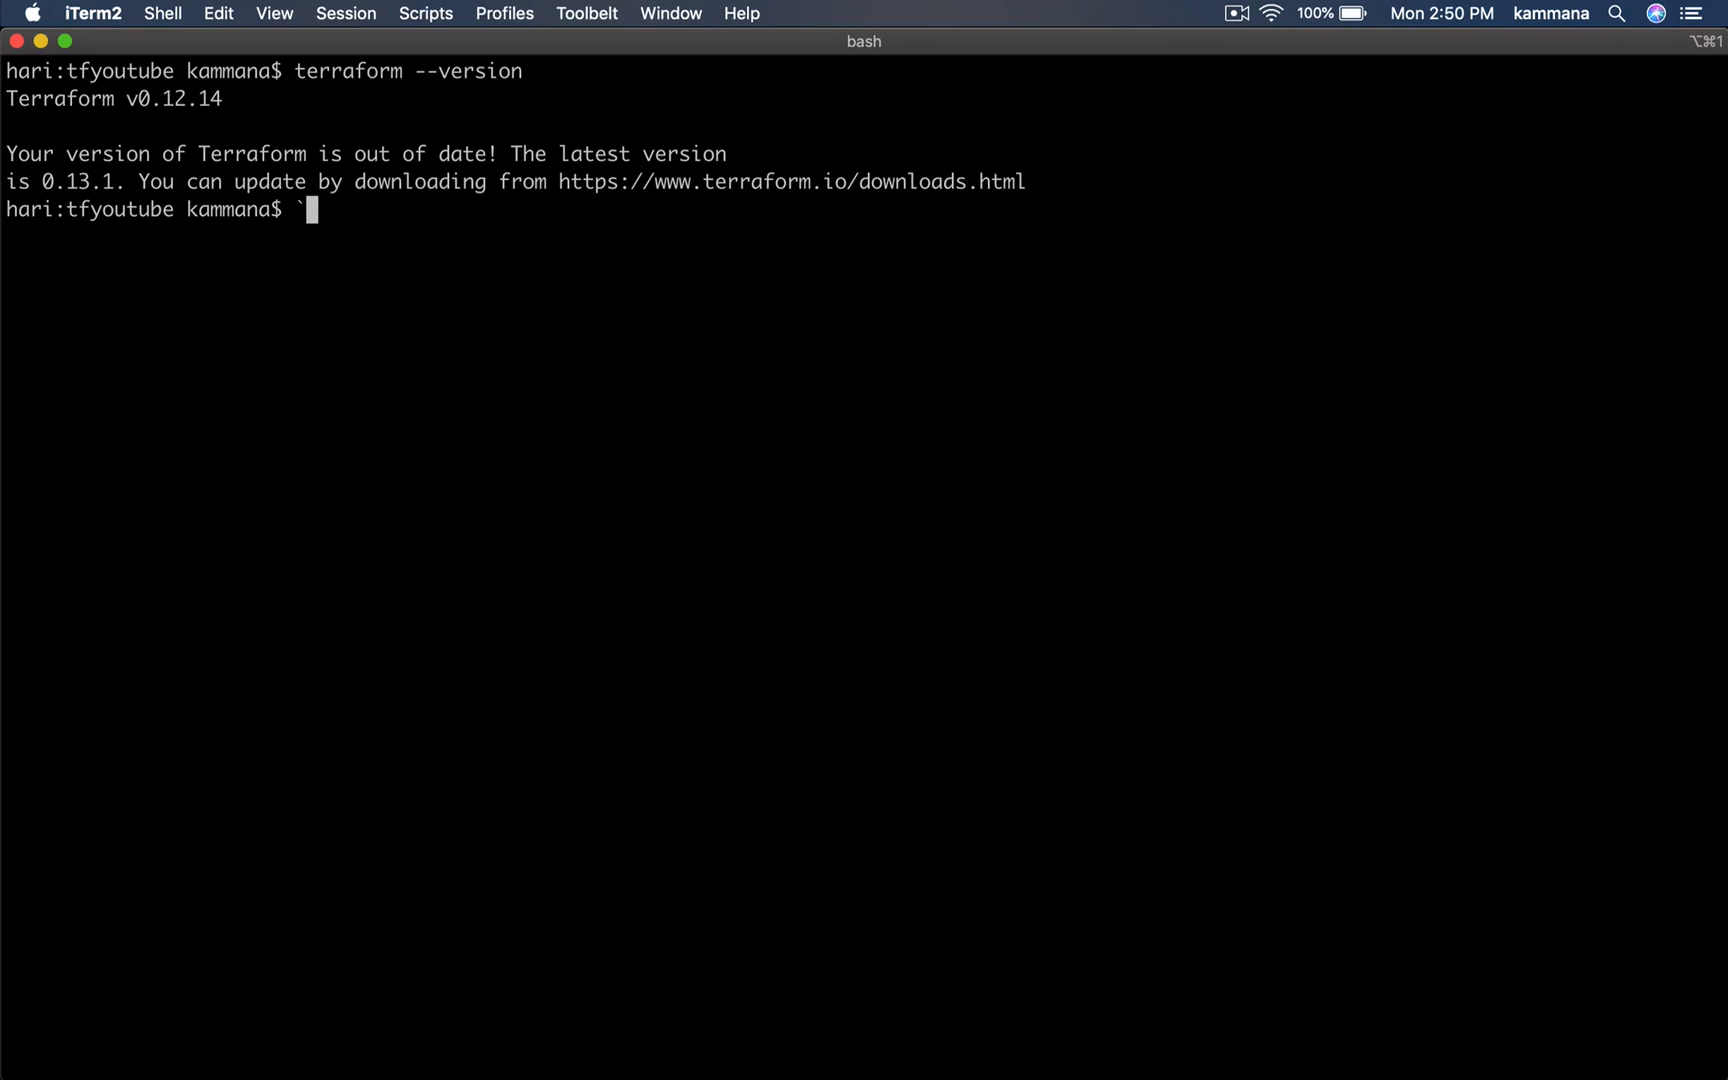 iTerm2 Shell Edit View Session Scripts Profiles Toolbelt Window Help 100% Mon 2:50 PM kammana
bash ⌥⌘1
hari:tfyoutube kammana$ terraform --version
Terraform v0.12.14
Your version of Terraform is out of date! The latest version
is 0.13.1. You can update by downloading from https://www.terraform.io/downloads.html
hari:tfyoutube kammana$ `